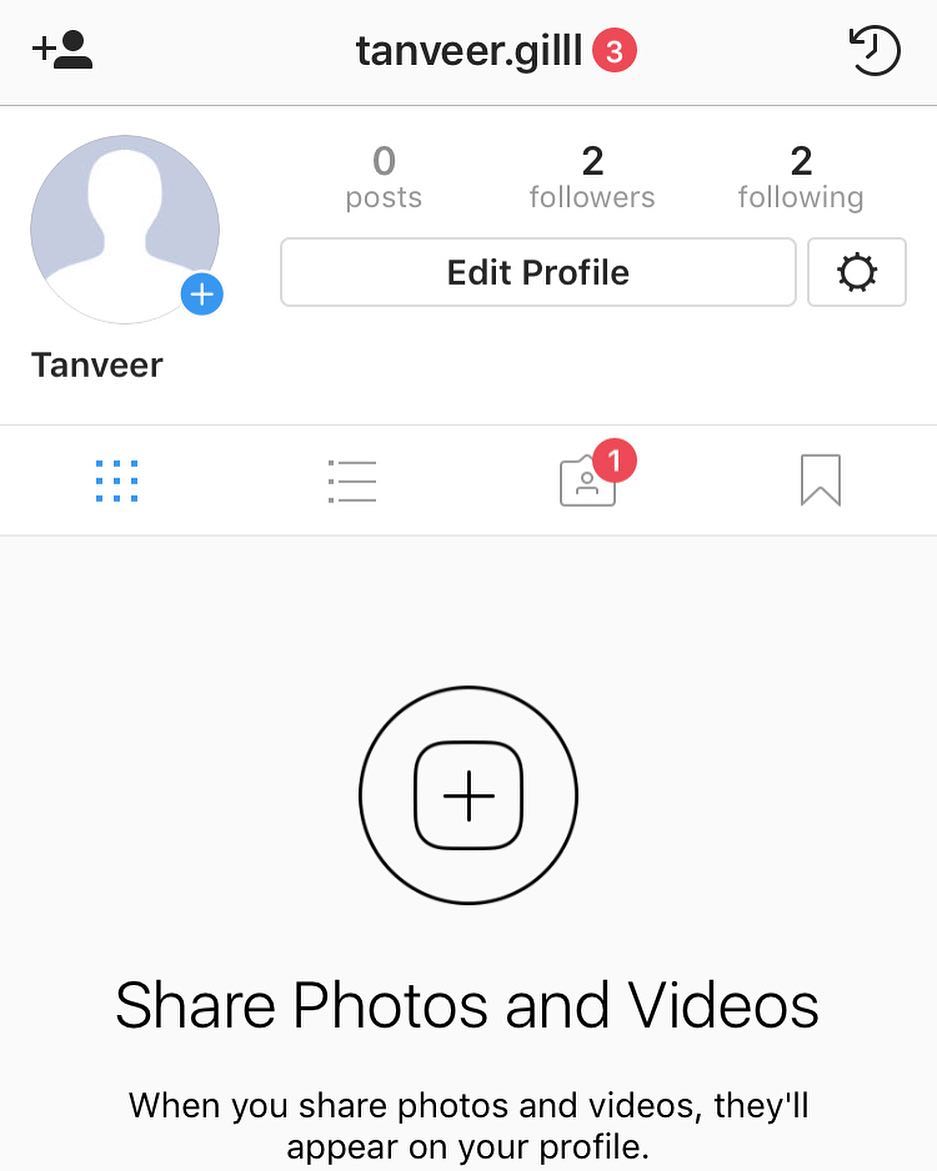 tanveer.gilll 3
0 2 2
posts followers following
Edit Profile
Tanveer
1
Share Photos and Videos
When you share photos and videos, they'll
appear on your profile.